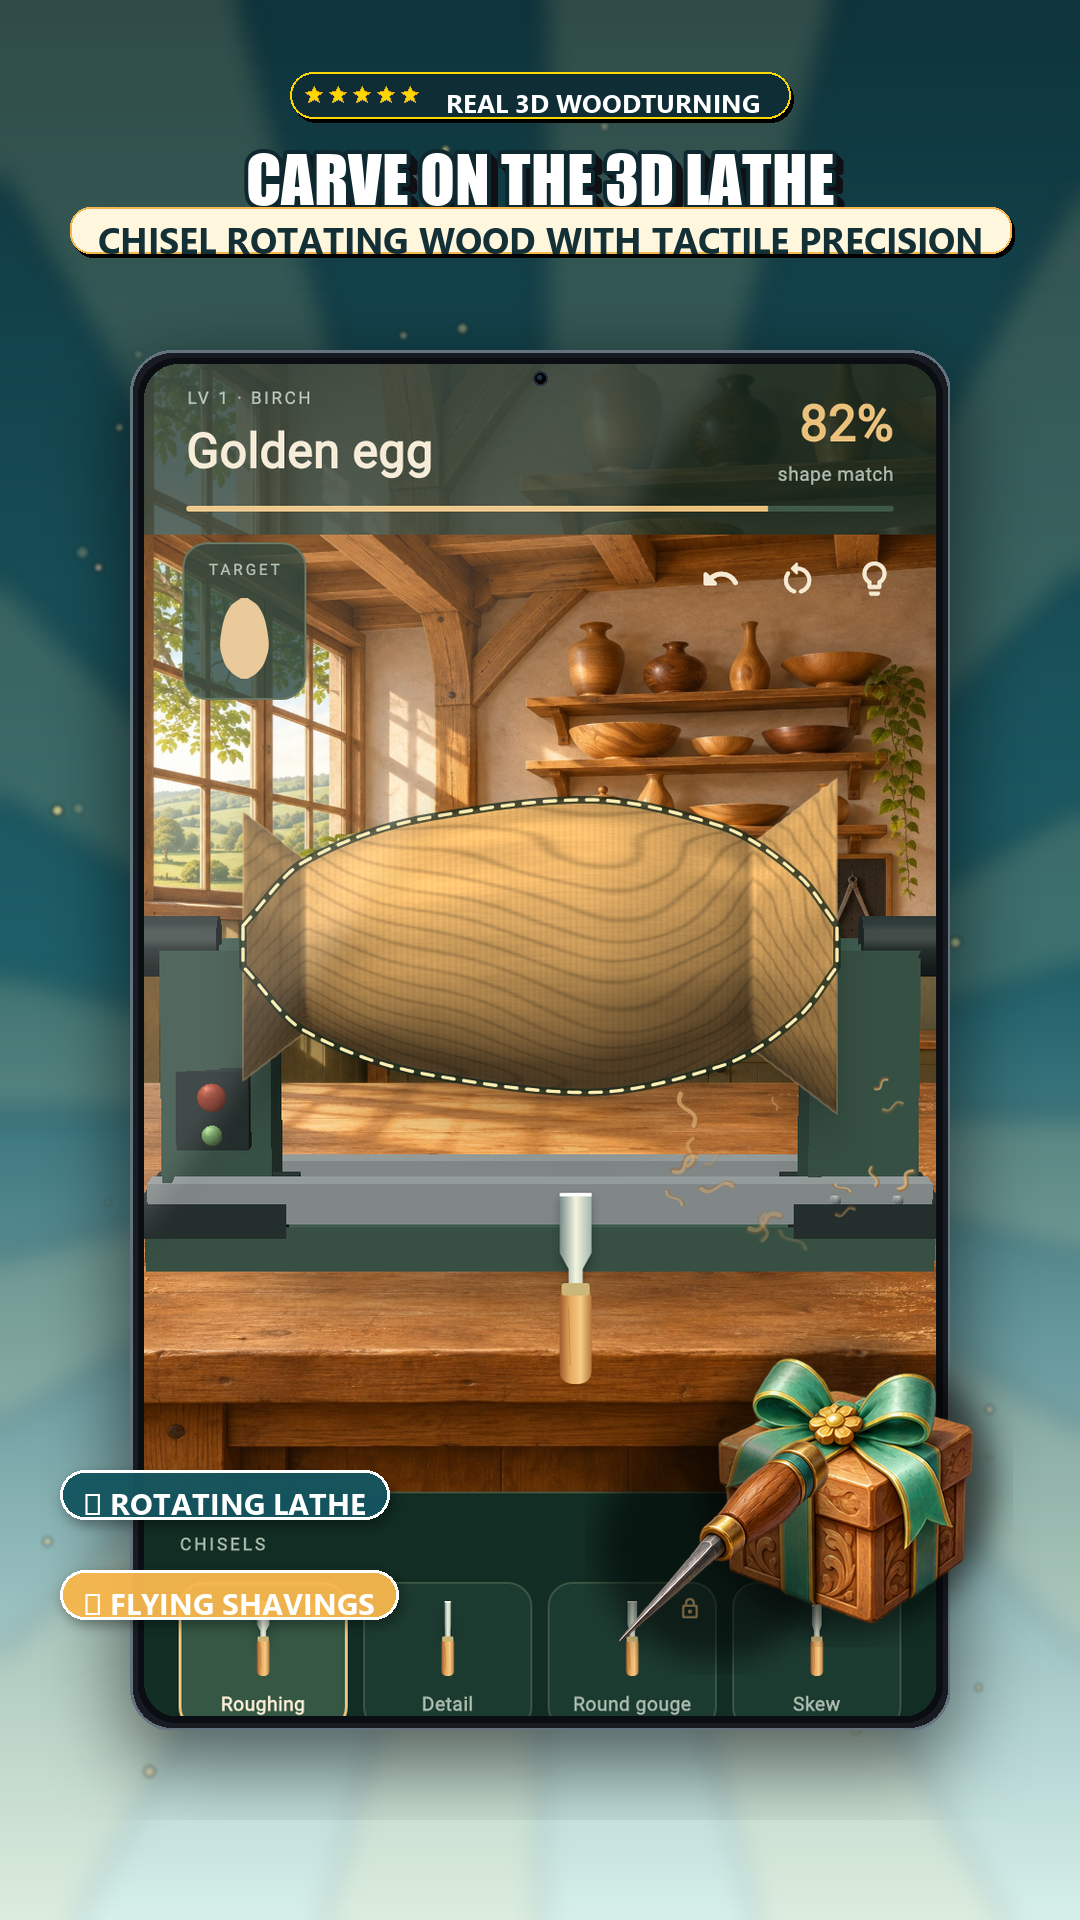 ★★★★★ REAL 3D WOODTURNING
CARVE ON THE 3D LATHE
CHISEL ROTATING WOOD WITH TACTILE PRECISION
LV 1 · BIRCH
Golden egg
82%
shape match
TARGET
ROTATING LATHE
CHISELS
FLYING SHAVINGS
Roughing
Detail
Round gouge
Skew